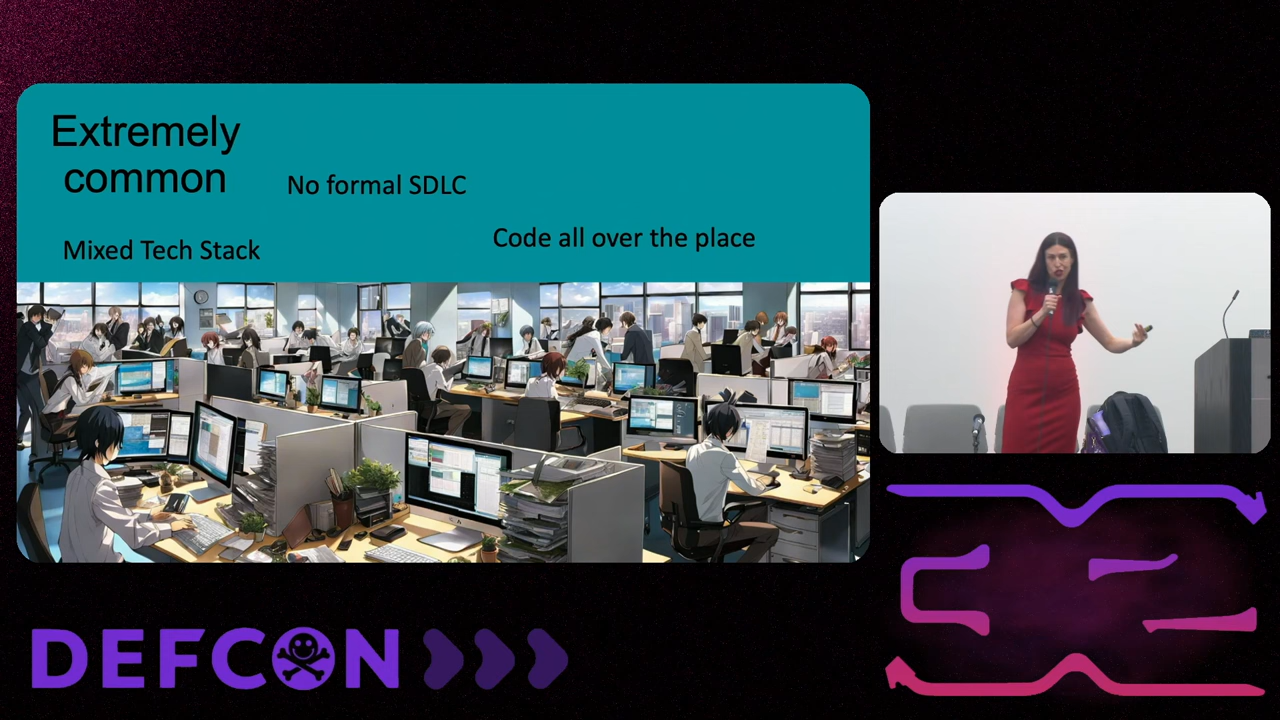 Extremely
common
No formal SDLC
Code all over the place
Mixed Tech Stack
DEFCON